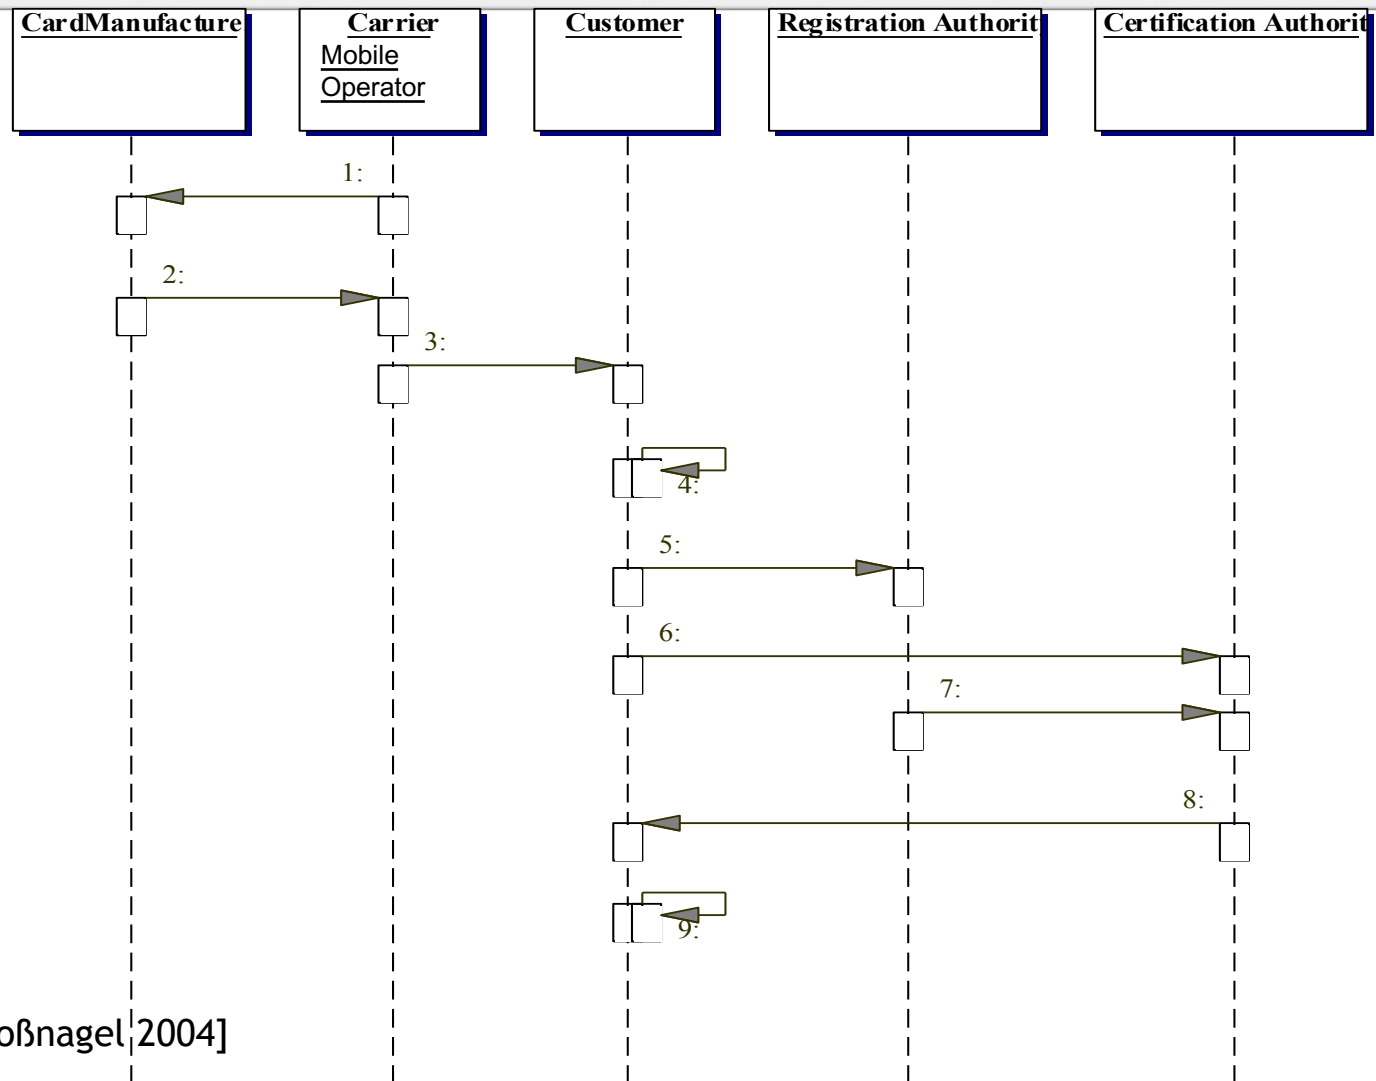 CardManufacture
Carrier
Mobile
Operator
Customer
Registration Authorit
Certification Authorit
1:
2:
3:
4:
5:
6:
7:
8:
9:
oßnagel 2004]